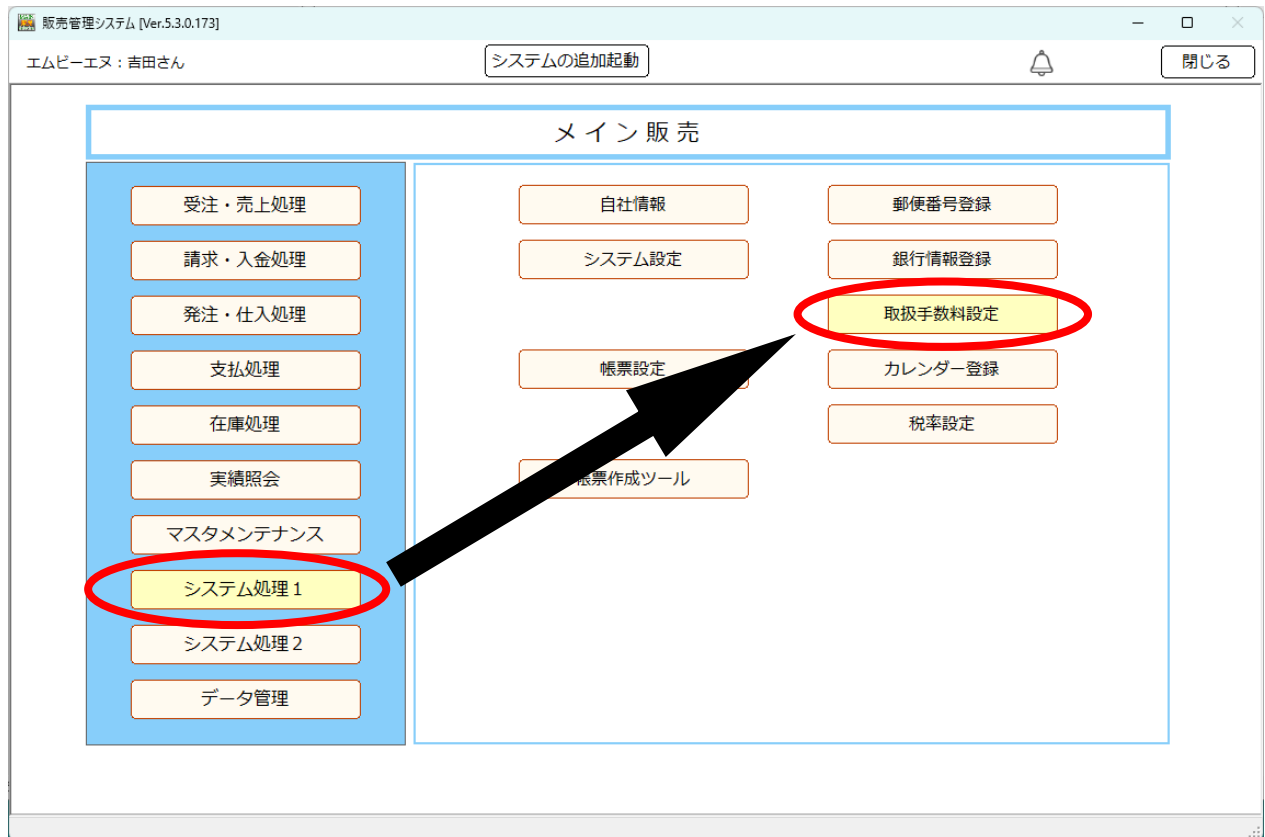 販売管理システム [Ver.5.3.0.173]
エムビーエヌ：吉田さん
システムの追加起動
閉じる
メイン販売
受注・売上処理
請求・入金処理
発注・仕入処理
支払処理
在庫処理
実績照会
マスタメンテナンス
システム処理１
システム処理２
データ管理
自社情報
システム設定
帳票設定
帳票作成ツール
郵便番号登録
銀行情報登録
取扱手数料設定
カレンダー登録
税率設定